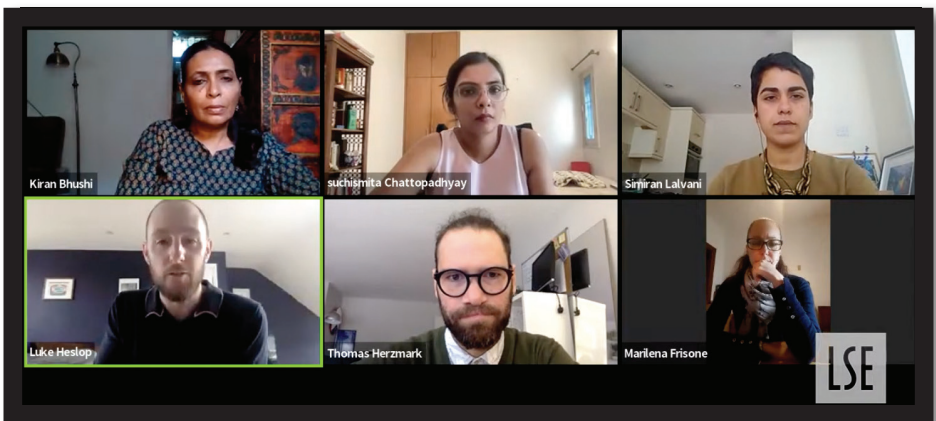 Kiran Bhushi
suchismita Chattopadhyay
Simiran Lalvani
Luke Heslop
Thomas Herzmark
Marilena Frisone
LSE